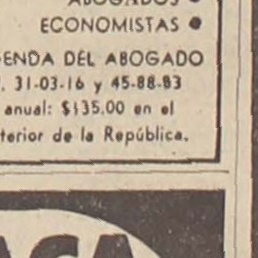 ABOGADOS ●
ECONOMISTAS ●
ENDA DEL ABOGADO
. 31-03-16 y 45-88-83
anual: $135.00 en el
terior de la República.